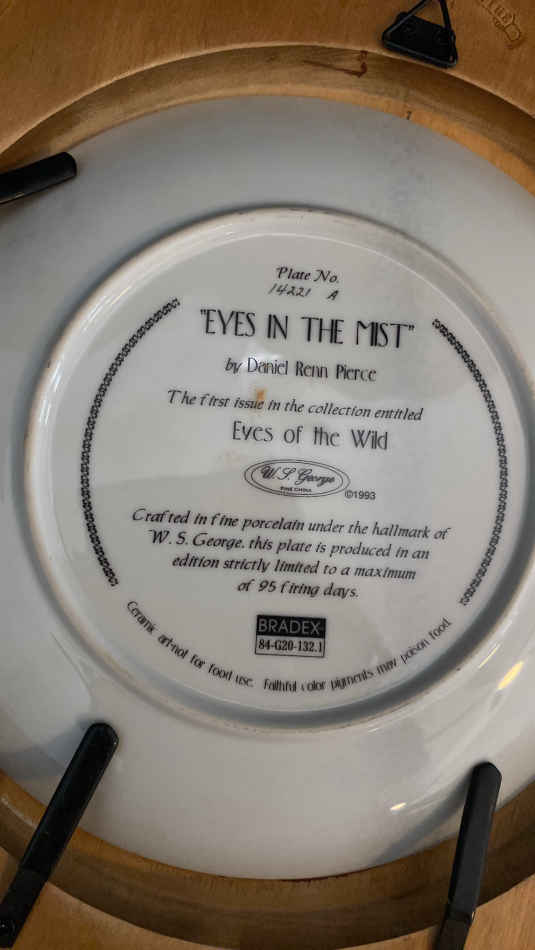 Plate No.
14221 A
"EYES IN THE MIST"
by Daniel Renn Pierce
The first issue in the collection entitled
Eyes of the Wild
W. S. George
FINE CHINA
©1993
Crafted in fine porcelain under the hallmark of
W. S. George, this plate is produced in an
edition strictly limited to a maximum
of 95 firing days.
BRADEX
84-G20-132.1
Ceramic art-not for food use. Faithful color pigments may poison food.